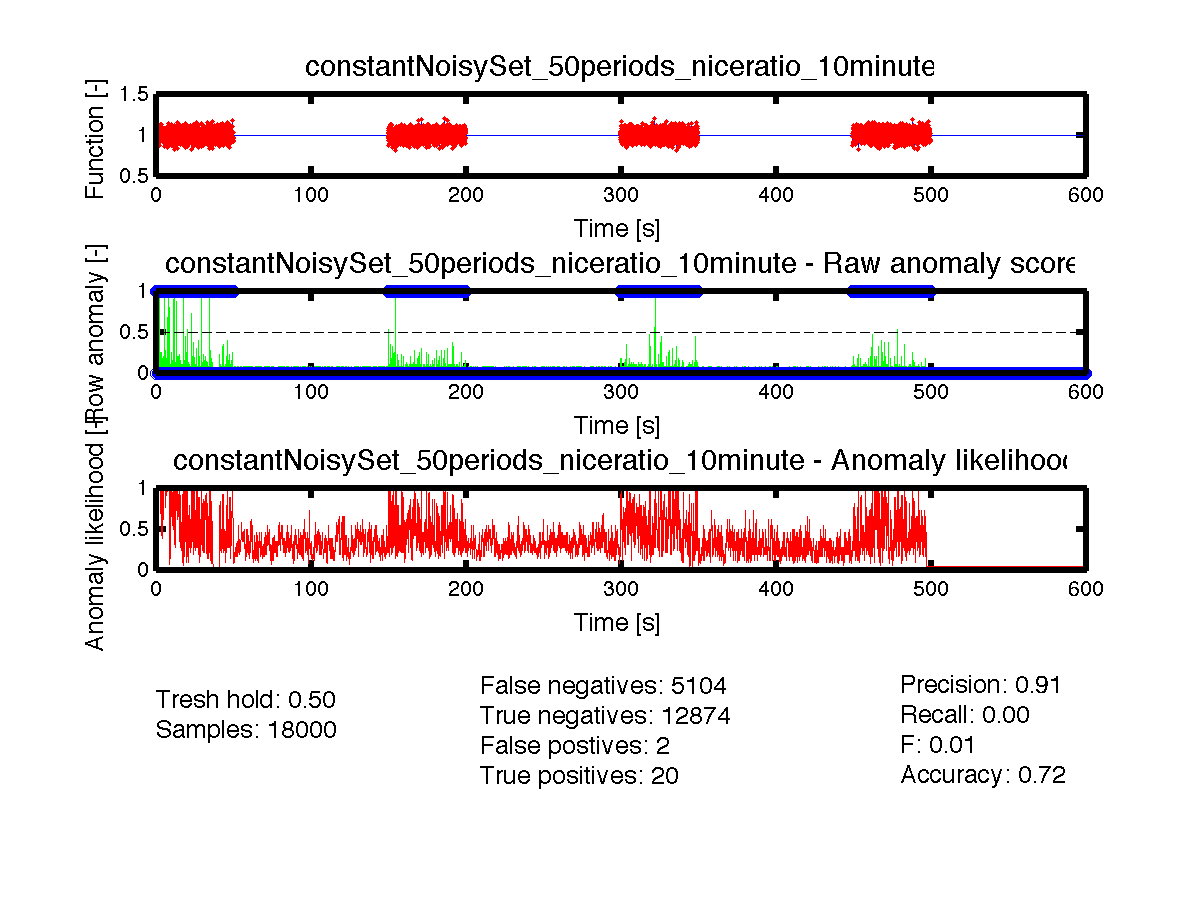 constantNoisySet_50periods_niceratio_10minute
Function [-]
1.5
1
0.5
0 100 200 300 400 500 600
Time [s]
constantNoisySet_50periods_niceratio_10minute - Raw anomaly score
Row anomaly [-]
1
0.5
0
0 100 200 300 400 500 600
Time [s]
constantNoisySet_50periods_niceratio_10minute - Anomaly likelihood
Anomaly likelihood [-]
1
0.5
0
0 100 200 300 400 500 600
Time [s]
Tresh hold: 0.50
Samples: 18000
False negatives: 5104
True negatives: 12874
False postives: 2
True positives: 20
Precision: 0.91
Recall: 0.00
F: 0.01
Accuracy: 0.72